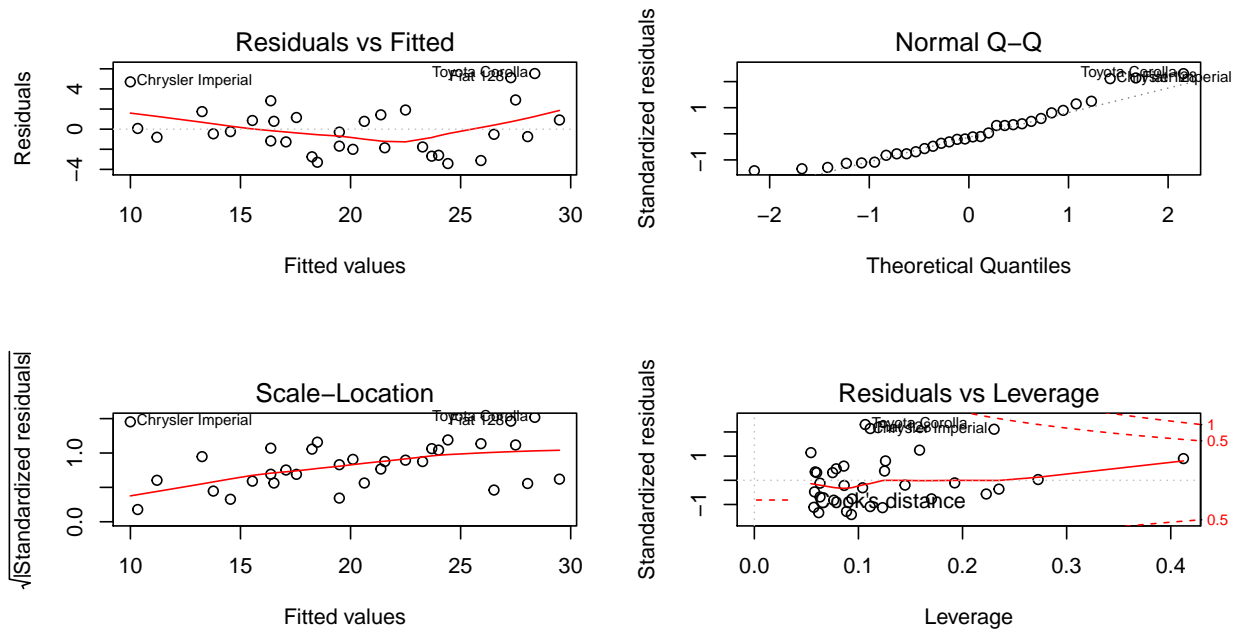 Residuals vs Fitted
Residuals
4
0
−4
Chrysler Imperial
Toyota Corolla
Fiat 128
10 15 20 25 30
Fitted values
Normal Q−Q
Standardized residuals
1
−1
Toyota Corolla
Chrysler Imperial
−2 −1 0 1 2
Theoretical Quantiles
Scale−Location
√|Standardized residuals|
1.0
0.0
Chrysler Imperial
Toyota Corolla
Fiat 128
10 15 20 25 30
Fitted values
Residuals vs Leverage
Standardized residuals
1
−1
Toyota Corolla
Chrysler Imperial
Cook's distance
1
0.5
0.5
0.0 0.1 0.2 0.3 0.4
Leverage